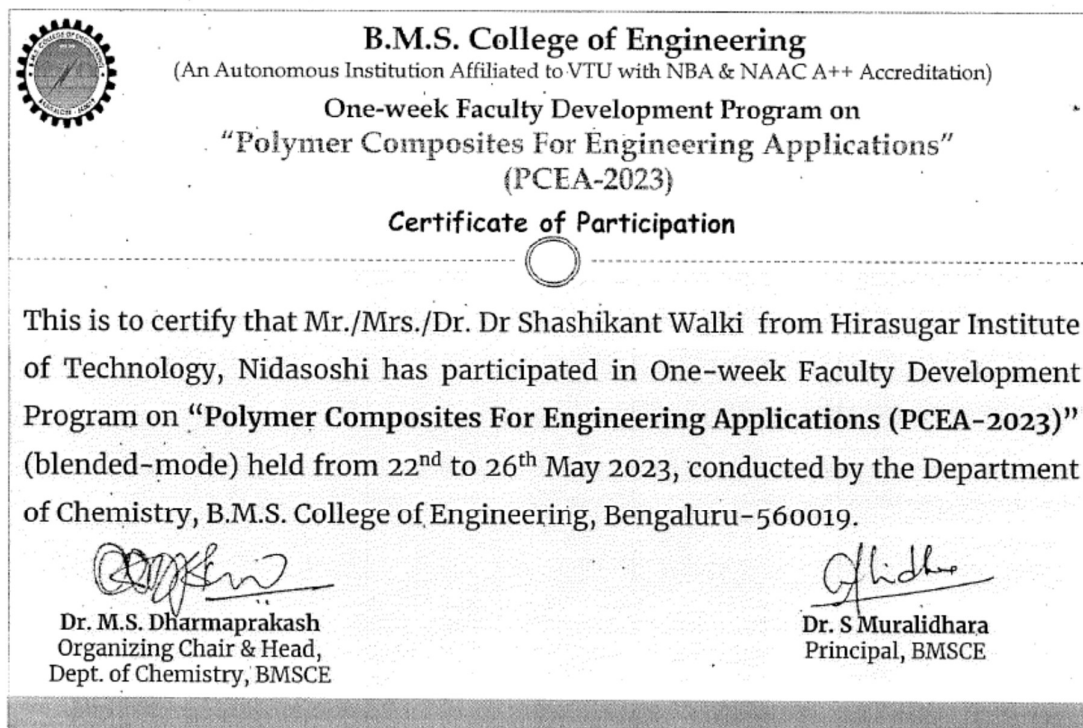 B.M.S. College of Engineering
(An Autonomous Institution Affiliated to VTU with NBA & NAAC A++ Accreditation)
One-week Faculty Development Program on
“Polymer Composites For Engineering Applications”
(PCEA-2023)
Certificate of Participation
This is to certify that Mr./Mrs./Dr. Dr Shashikant Walki from Hirasugar Institute
of Technology, Nidasoshi has participated in One-week Faculty Development
Program on “Polymer Composites For Engineering Applications (PCEA-2023)”
(blended-mode) held from 22nd to 26th May 2023, conducted by the Department
of Chemistry, B.M.S. College of Engineering, Bengaluru-560019.
Dr. M.S. Dharmaprakash
Organizing Chair & Head,
Dept. of Chemistry, BMSCE
Dr. S Muralidhara
Principal, BMSCE